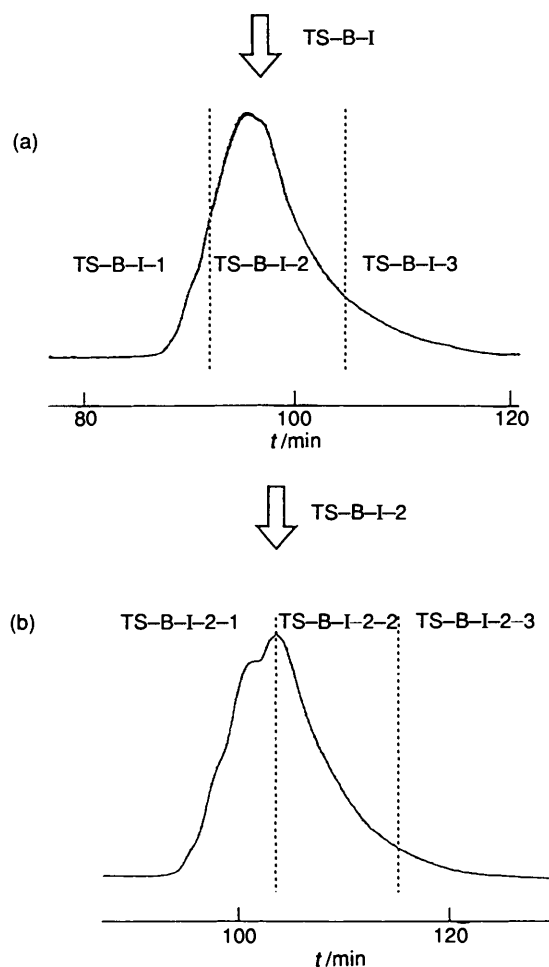 TS–B–I
(a)
TS–B–I–1 TS–B–I–2 TS–B–I–3
80 100 120
t/min
TS–B–I–2
(b)
TS–B–I–2–1 TS–B–I–2–2 TS–B–I–2–3
100 120
t/min